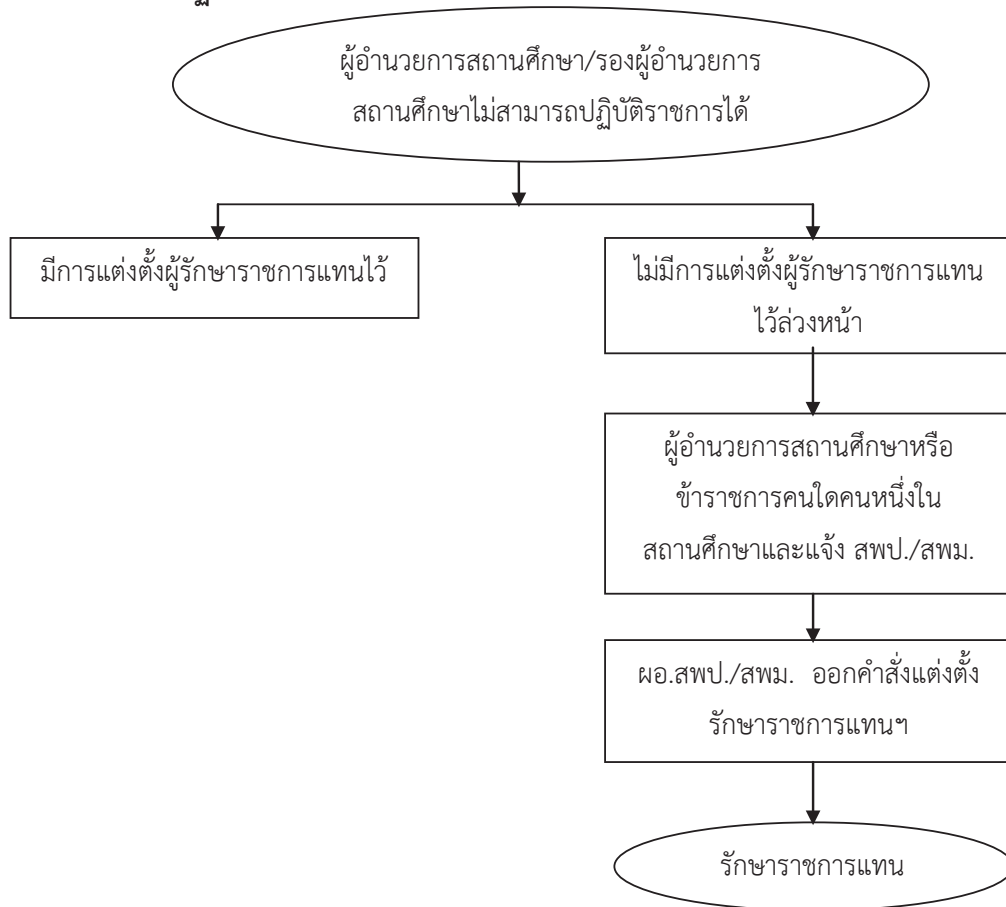 ผู้อำนวยการสถานศึกษา/รองผู้อำนวยการ
สถานศึกษาไม่สามารถปฏิบัติราชการได้
มีการแต่งตั้งผู้รักษาราชการแทนไว้
ไม่มีการแต่งตั้งผู้รักษาราชการแทน
ไว้ล่วงหน้า
ผู้อำนวยการสถานศึกษาหรือ
ข้าราชการคนใดคนหนึ่งใน
สถานศึกษาและแจ้ง สพป./สพม.
ผอ.สพป./สพม. ออกคำสั่งแต่งตั้ง
รักษาราชการแทนฯ
รักษาราชการแทน